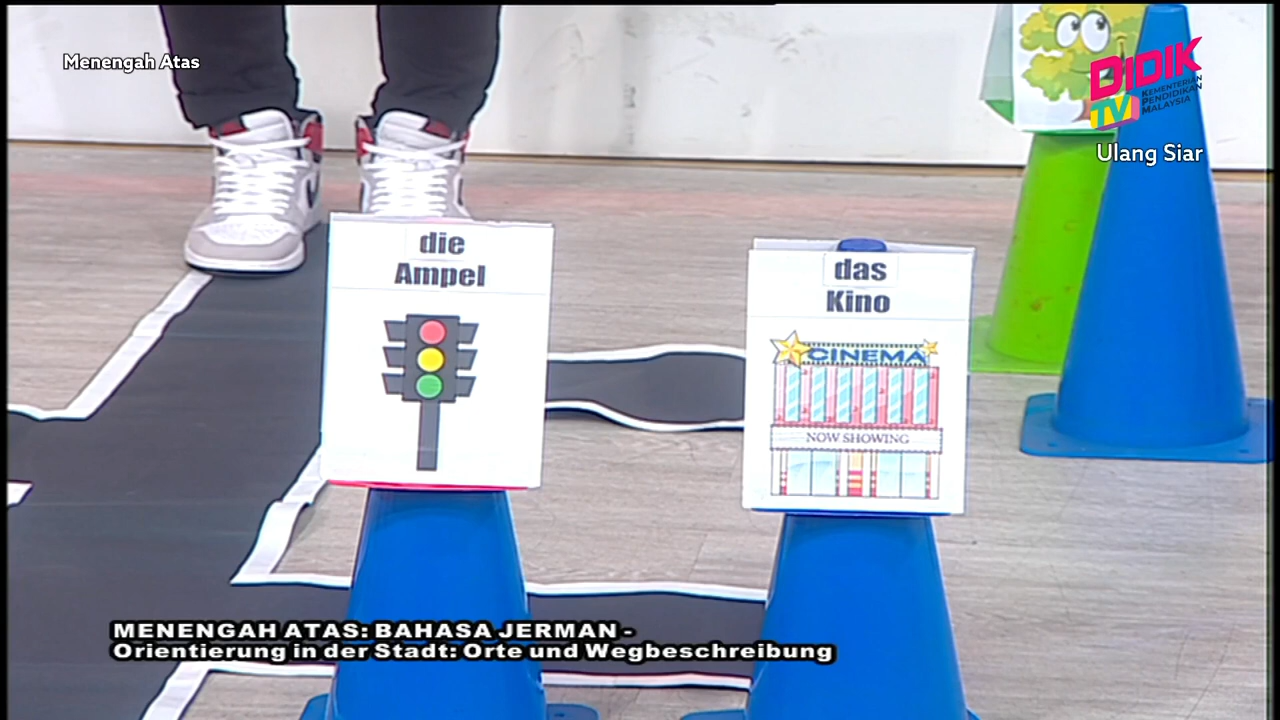 Menengah Atas
DIDIK
TV
KEMENTERIAN
PENDIDIKAN
MALAYSIA
Ulang Siar
die
Ampel
das
Kino
CINEMA
NOW SHOWING
MENENGAH ATAS: BAHASA JERMAN -
Orientierung in der Stadt: Orte und Wegbeschreibung